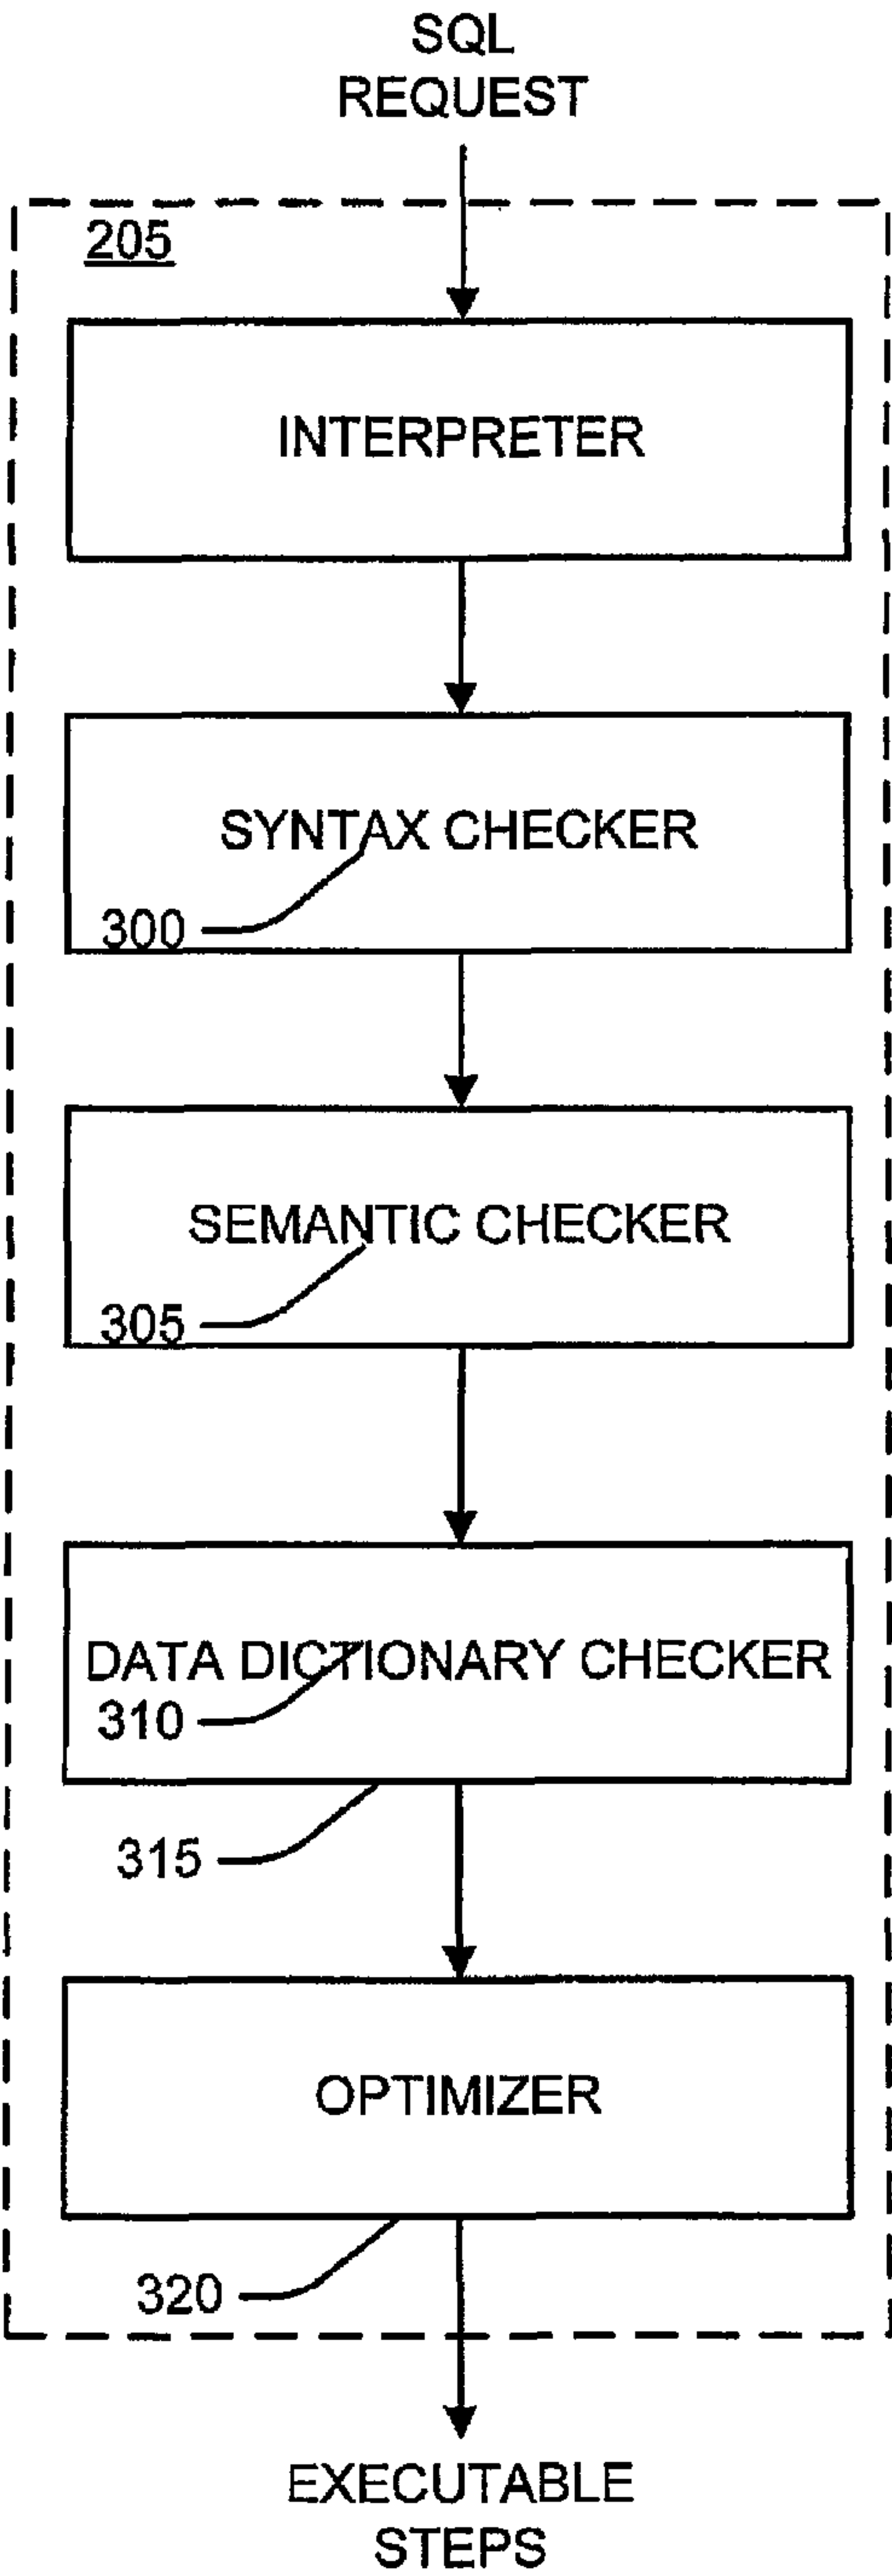 SQL
REQUEST
205
INTERPRETER
SYNTAX CHECKER
300
SEMANTIC CHECKER
305
DATA DICTIONARY CHECKER
310
315
OPTIMIZER
320
EXECUTABLE
STEPS